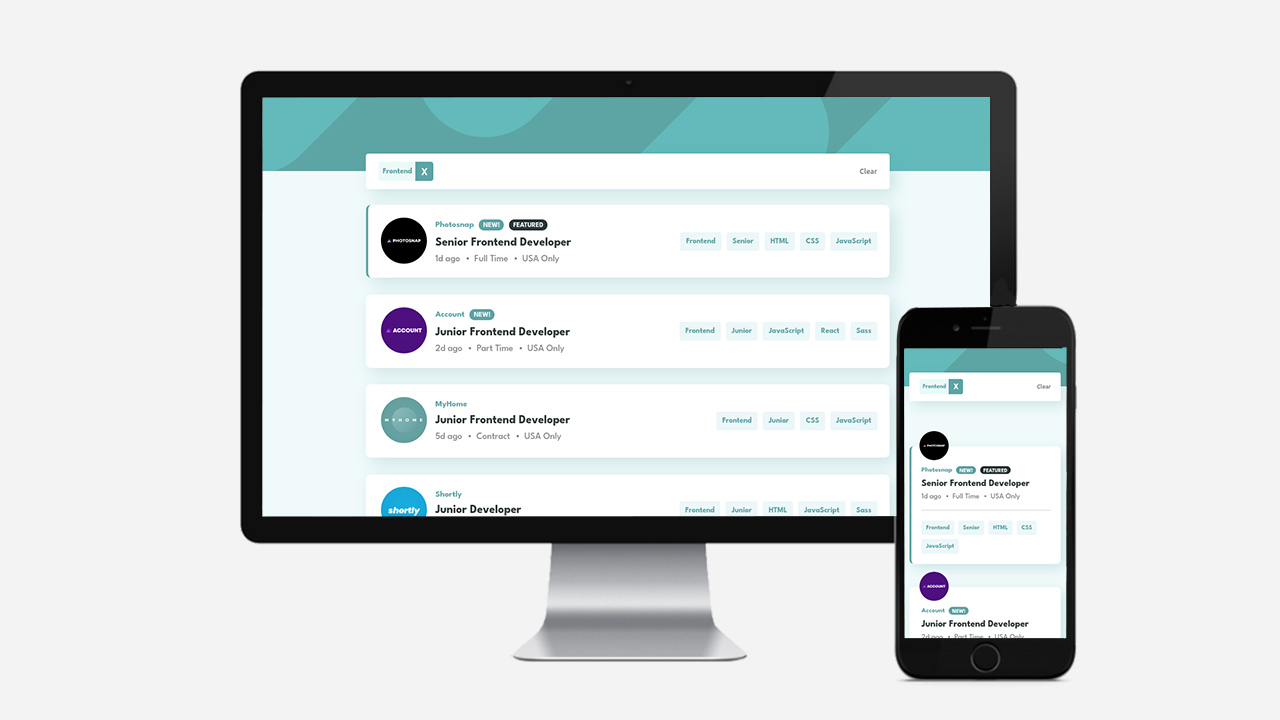 Frontend X Clear
PHOTOSNAP
Photosnap NEW! FEATURED
Senior Frontend Developer
1d ago • Full Time • USA Only
Frontend Senior HTML CSS JavaScript
ACCOUNT
Account NEW!
Junior Frontend Developer
2d ago • Part Time • USA Only
Frontend Junior JavaScript React Sass
MYHOME
MyHome
Junior Frontend Developer
5d ago • Contract • USA Only
Frontend Junior CSS JavaScript
shortly
Shortly
Junior Developer
Frontend Junior HTML JavaScript Sass
Frontend X Clear
PHOTOSNAP
Photosnap NEW! FEATURED
Senior Frontend Developer
1d ago • Full Time • USA Only
Frontend Senior HTML CSS
JavaScript
ACCOUNT
Account NEW!
Junior Frontend Developer
2d ago • Part Time • USA Only